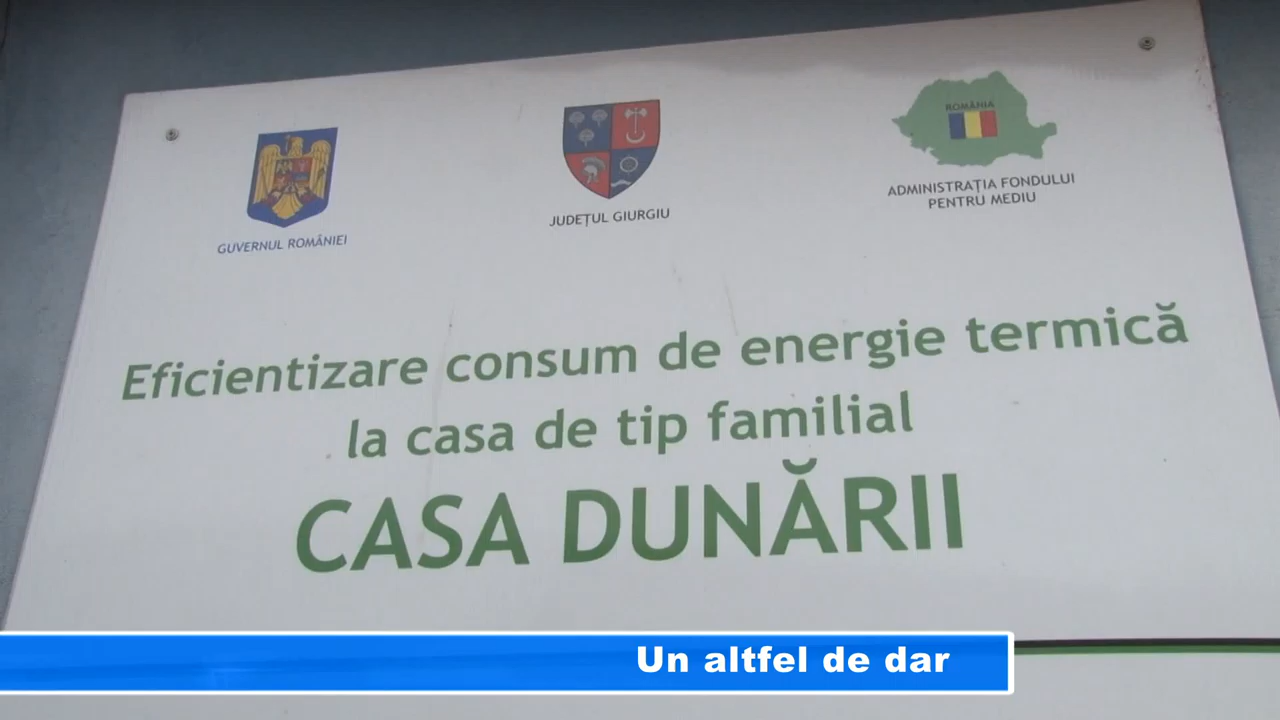 GUVERNUL ROMÂNIEI
JUDEȚUL GIURGIU
ROMÂNIA
ADMINISTRAȚIA FONDULUI
PENTRU MEDIU
Eficientizare consum de energie termică
la casa de tip familial
CASA DUNĂRII
Un altfel de dar